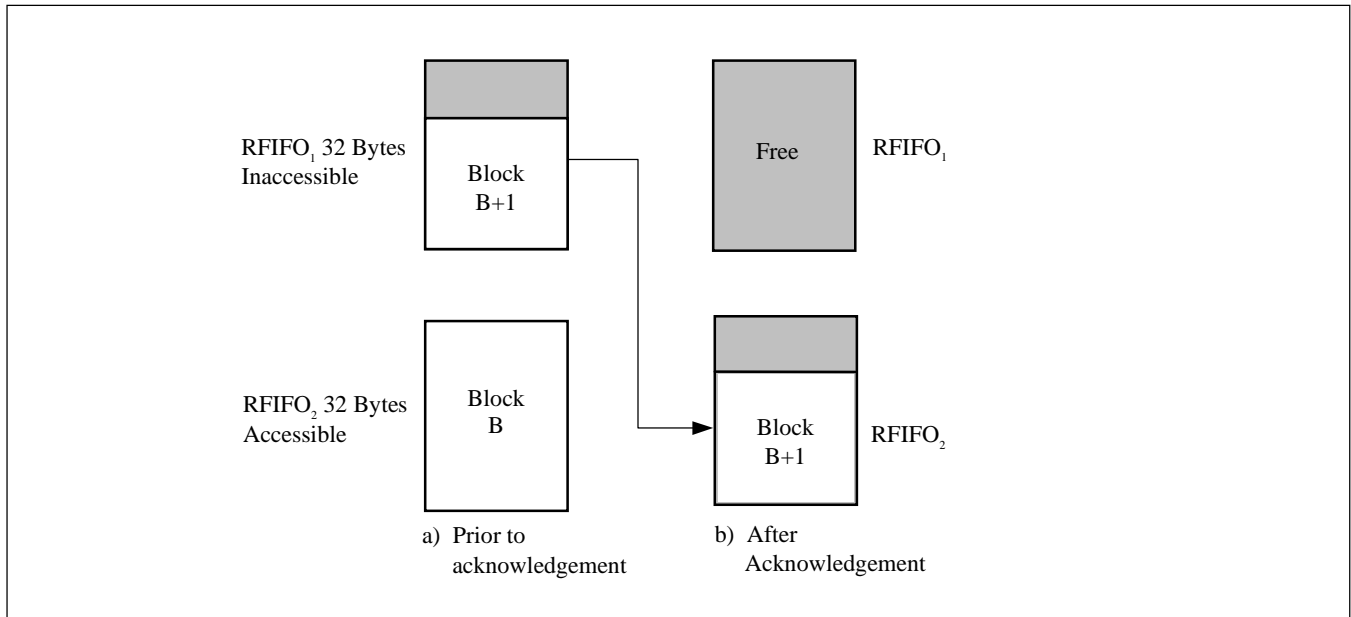 RFIFO₁ 32 Bytes
Inaccessible
Block
B+1
Free
RFIFO₁
RFIFO₂ 32 Bytes
Accessible
Block
B
Block
B+1
RFIFO₂
a) Prior to
acknowledgement
b) After
Acknowledgement